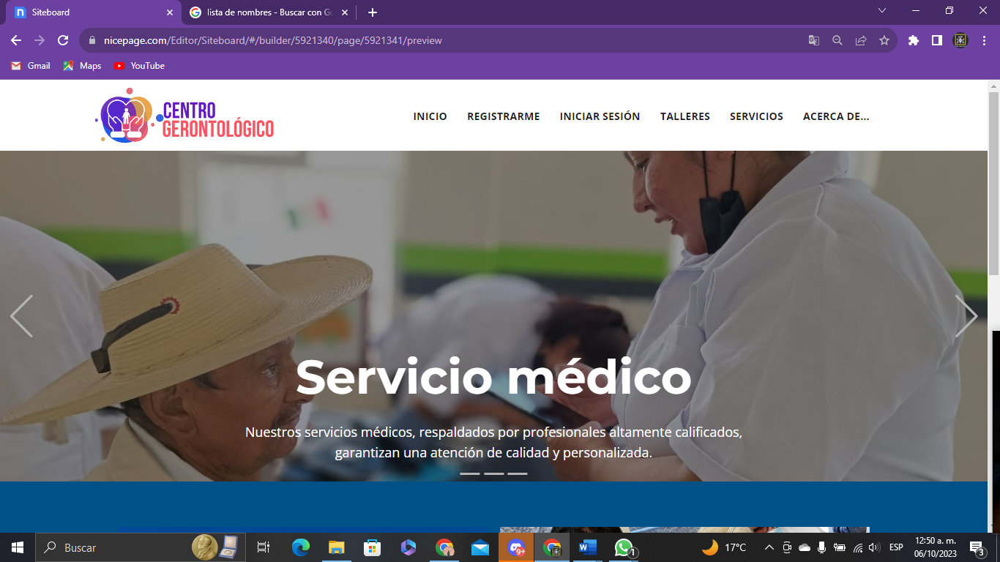 Siteboard
lista de nombres - Buscar con Go
nicepage.com/Editor/Siteboard/#/builder/5921340/page/5921341/preview
Gmail
Maps
YouTube
CENTRO
GERONTOLÓGICO
INICIO
REGISTRARME
INICIAR SESIÓN
TALLERES
SERVICIOS
ACERCA DE...
Servicio médico
Nuestros servicios médicos, respaldados por profesionales altamente calificados,
garantizan una atención de calidad y personalizada.
Buscar
9+
1
17°C
ESP
12:50 a. m.
06/10/2023
3